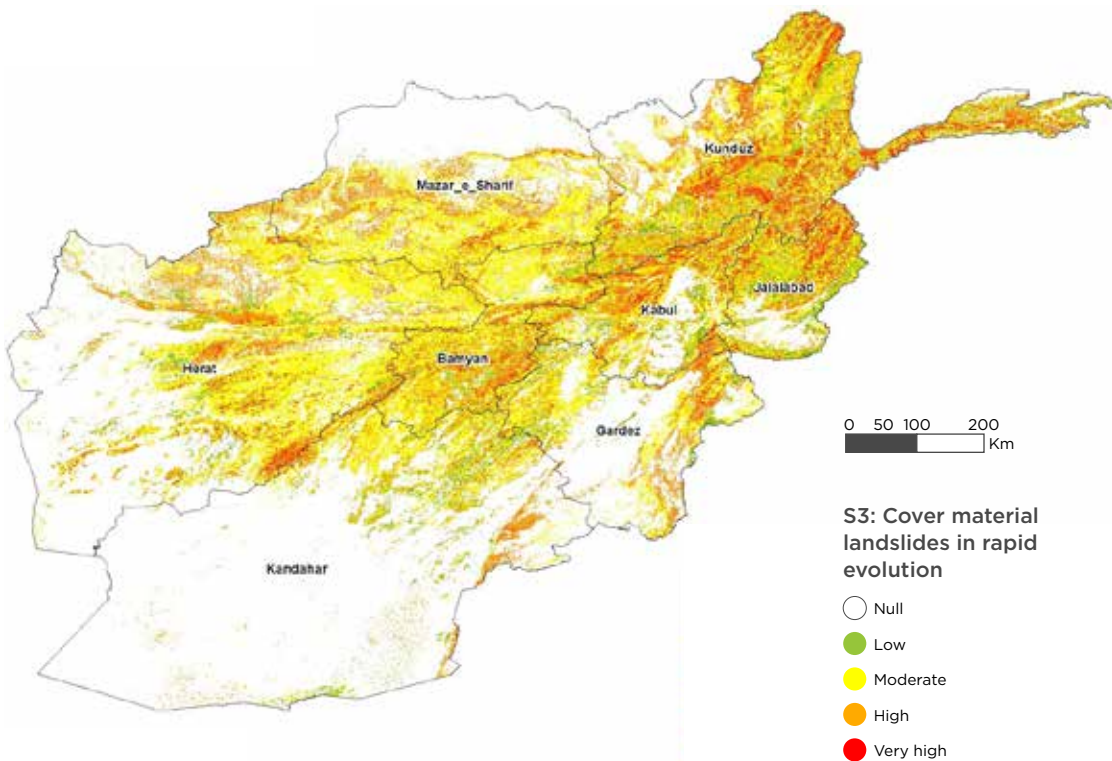 Kunduz
Mazar_e_Sharif
Jalalabad
Kabul
Bamyan
Herat
Gardez
Kandahar
0 50 100 200
Km
S3: Cover material
landslides in rapid
evolution
Null
Low
Moderate
High
Very high